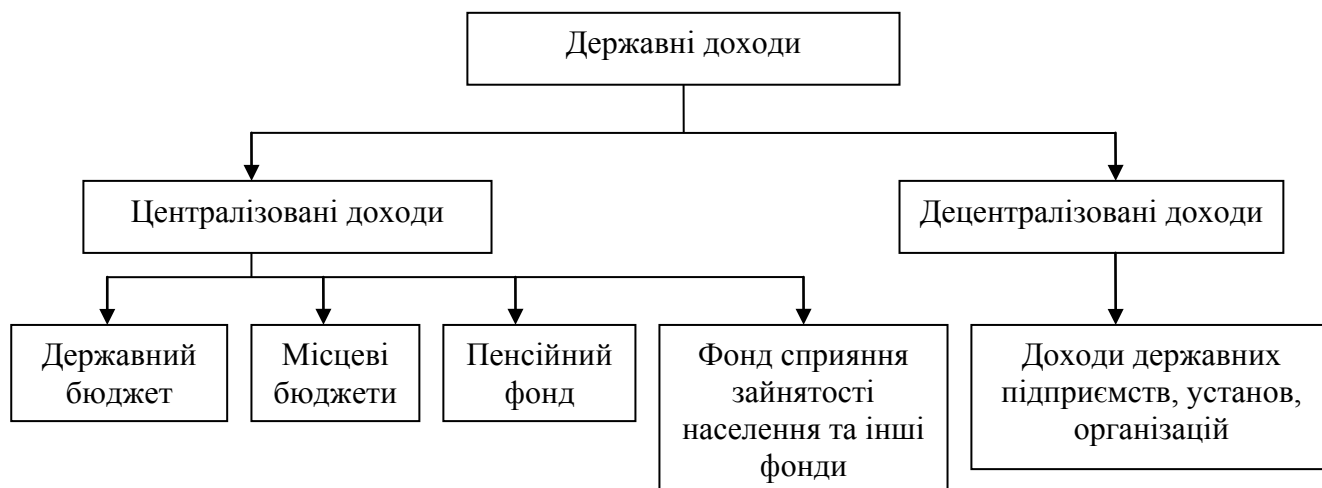 Державні доходи
Централізовані доходи
Децентралізовані доходи
Державний
бюджет
Місцеві
бюджети
Пенсійний
фонд
Фонд сприяння
зайнятості
населення та інші
фонди
Доходи державних
підприємств, установ,
організацій